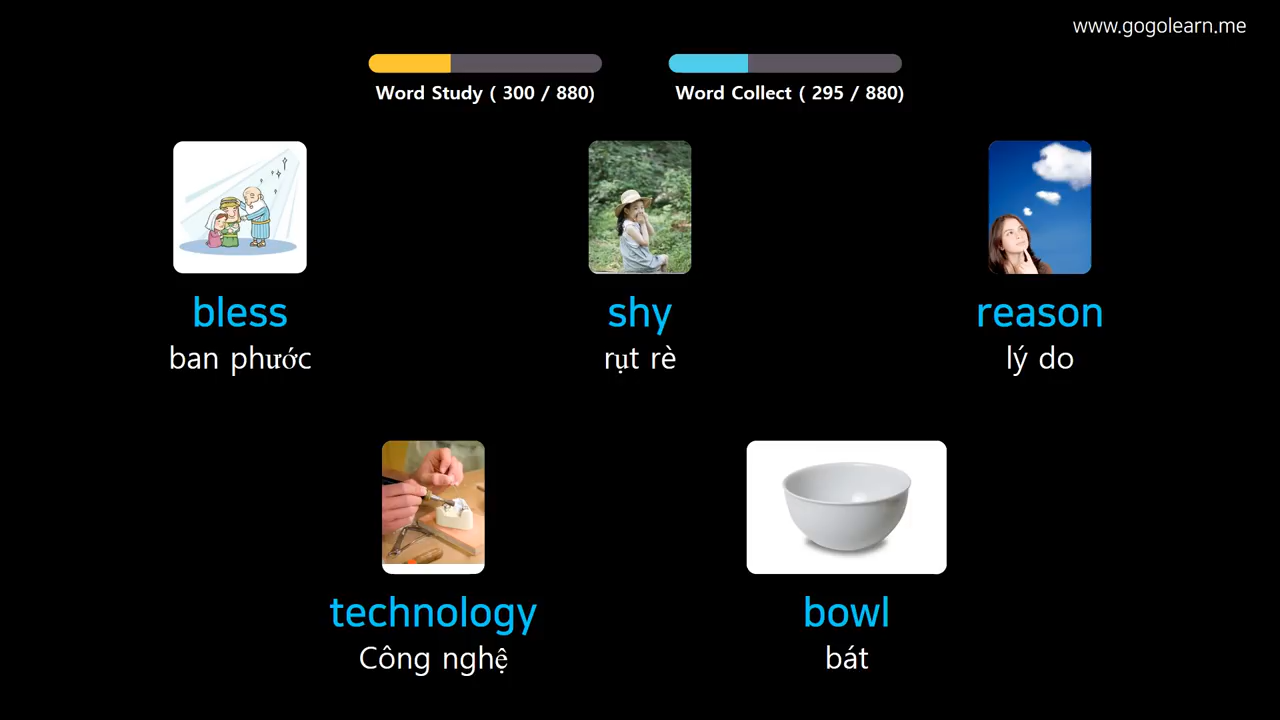 www.gogolearn.me
Word Study ( 300 / 880)
Word Collect ( 295 / 880)
bless
ban phước
shy
rụt rè
reason
lý do
technology
Công nghệ
bowl
bát